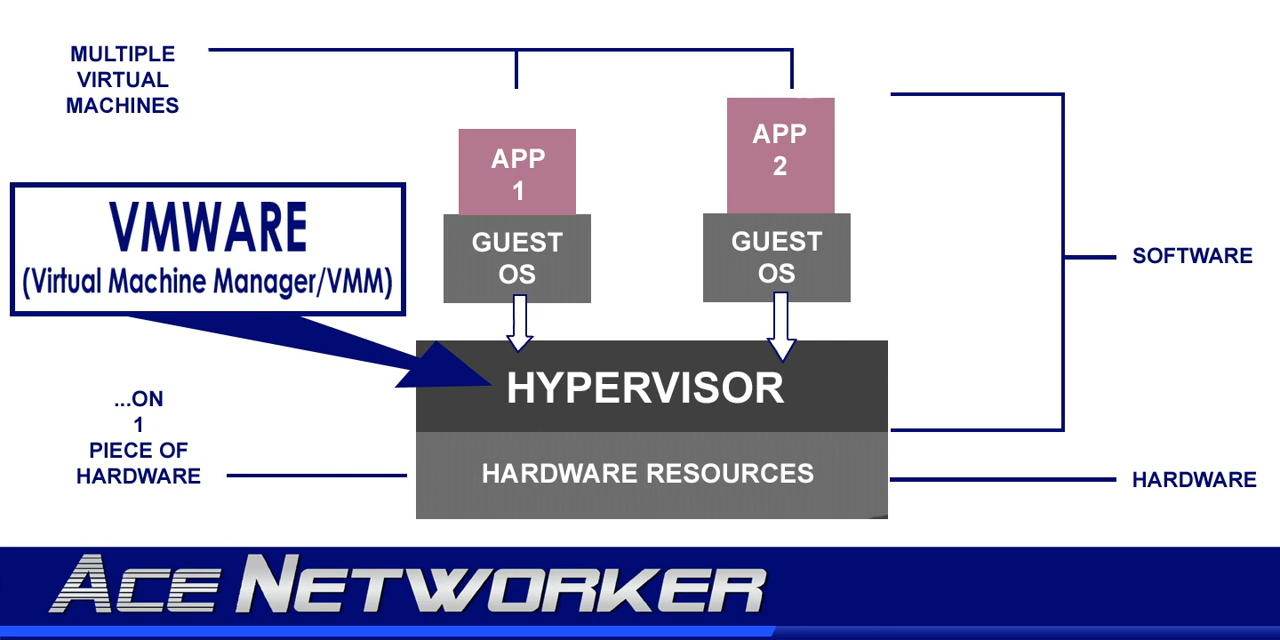 MULTIPLE
VIRTUAL
MACHINES
APP
1
APP
2
VMWARE
(Virtual Machine Manager/VMM)
GUEST
OS
GUEST
OS
SOFTWARE
HYPERVISOR
...ON
1
PIECE OF
HARDWARE
HARDWARE RESOURCES
HARDWARE
ACE NETWORKER